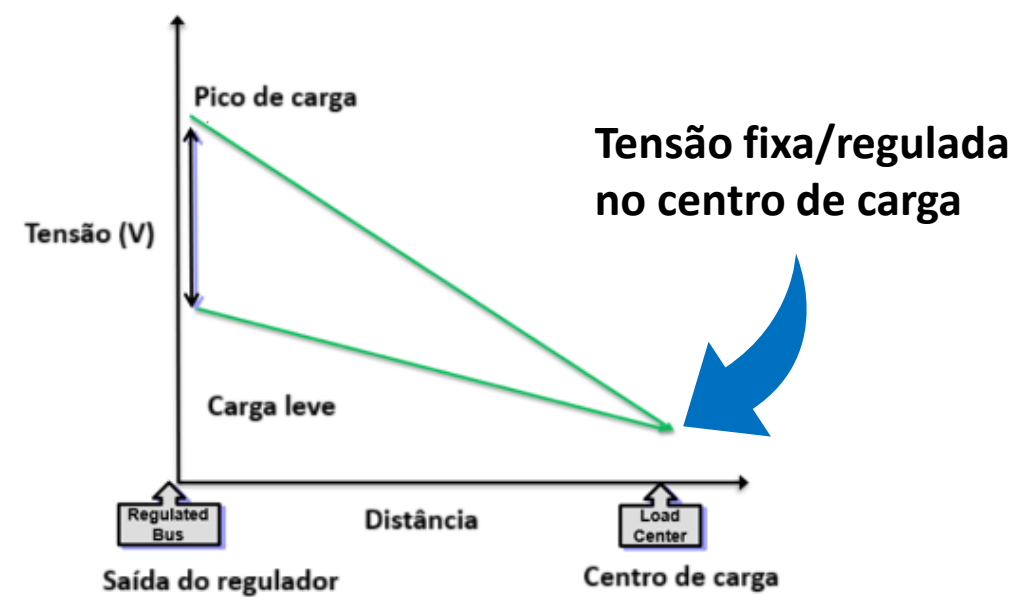 Pico de carga
Tensão fixa/regulada
no centro de carga
Tensão (V)
Carga leve
Regulated
Bus
Distância
Load
Center
Saída do regulador
Centro de carga